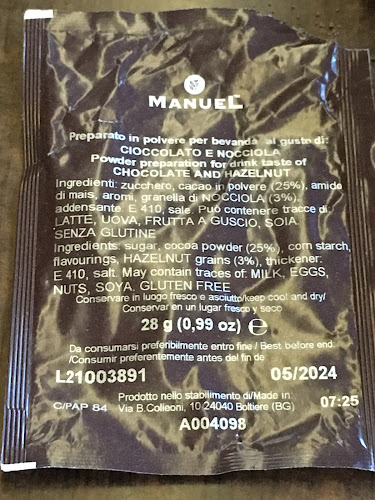 MANUEL
Preparato in polvere per bevanda al gusto di:
CIOCCOLATO E NOCCIOLA
Powder preparation for drink taste of
CHOCOLATE AND HAZELNUT
Ingredienti: zucchero, cacao in polvere (25%), amido
di mais, aromi, granella di NOCCIOLA (3%),
addensante: E 410, sale. Può contenere tracce di
LATTE, UOVA, FRUTTA A GUSCIO, SOIA
SENZA GLUTINE
Ingredients: sugar, cocoa powder (25%), corn starch,
flavourings, HAZELNUT grains (3%), thickener:
E 410, salt. May contain traces of: MILK, EGGS,
NUTS, SOYA. GLUTEN FREE
Conservare in luogo fresco e asciutto/keep cool and dry/
Conservar en un lugar fresco y seco
28 g (0,99 oz) ℮
Da consumarsi preferibilmente entro fine / Best before end:
/Consumir preferentemente antes del fin de
L21003891 05/2024
Prodotto nello stabilimento di/Made in: 07:25
C/PAP 84 Via B.Colleoni, 10 24040 Boltiere (BG)
A004098